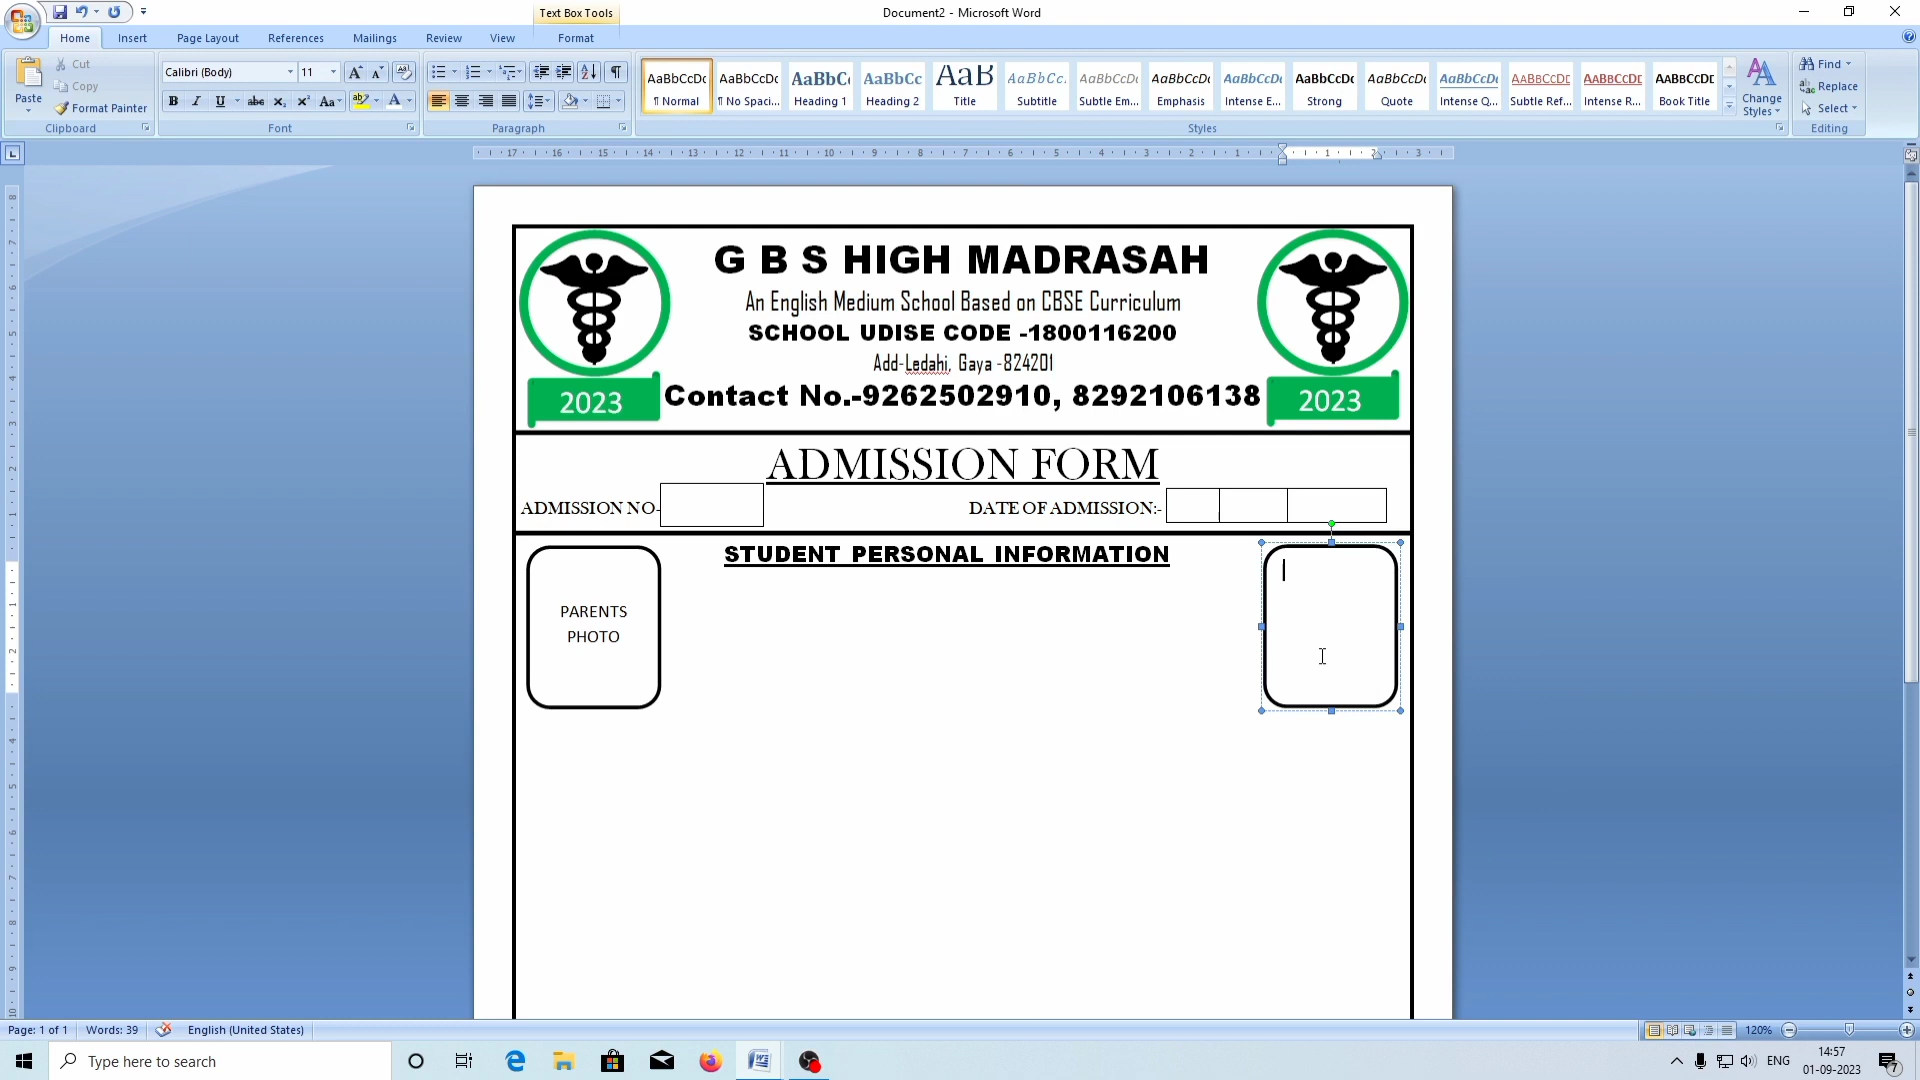 Text Box Tools
Document2 - Microsoft Word
Home
Insert
Page Layout
References
Mailings
Review
View
Format
Paste
Cut
Copy
Format Painter
Clipboard
Calibri (Body)
11
Font
Paragraph
AaBbCcDc
¶ Normal
AaBbCcDc
¶ No Spaci...
AaBbC
Heading 1
AaBbCc
Heading 2
AaB
Title
AaBbCc.
Subtitle
AaBbCcDc
Subtle Em...
AaBbCcDc
Emphasis
AaBbCcDc
Intense E...
AaBbCcDc
Strong
AaBbCcDc
Quote
AaBbCcDc
Intense Q...
AABBCCDE
Subtle Ref...
AABBCCDE
Intense R...
AABBCCDE
Book Title
Change
Styles
Styles
Find
Replace
Select
Editing
G B S HIGH MADRASAH
An English Medium School Based on CBSE Curriculum
SCHOOL UDISE CODE -1800116200
Add-Ledahi, Gaya -824201
Contact No.-9262502910, 8292106138
2023
2023
ADMISSION FORM
ADMISSION NO-
DATE OF ADMISSION:-
STUDENT PERSONAL INFORMATION
PARENTS
PHOTO
Page: 1 of 1
Words: 39
English (United States)
120%
Type here to search
ENG
14:57
01-09-2023
7